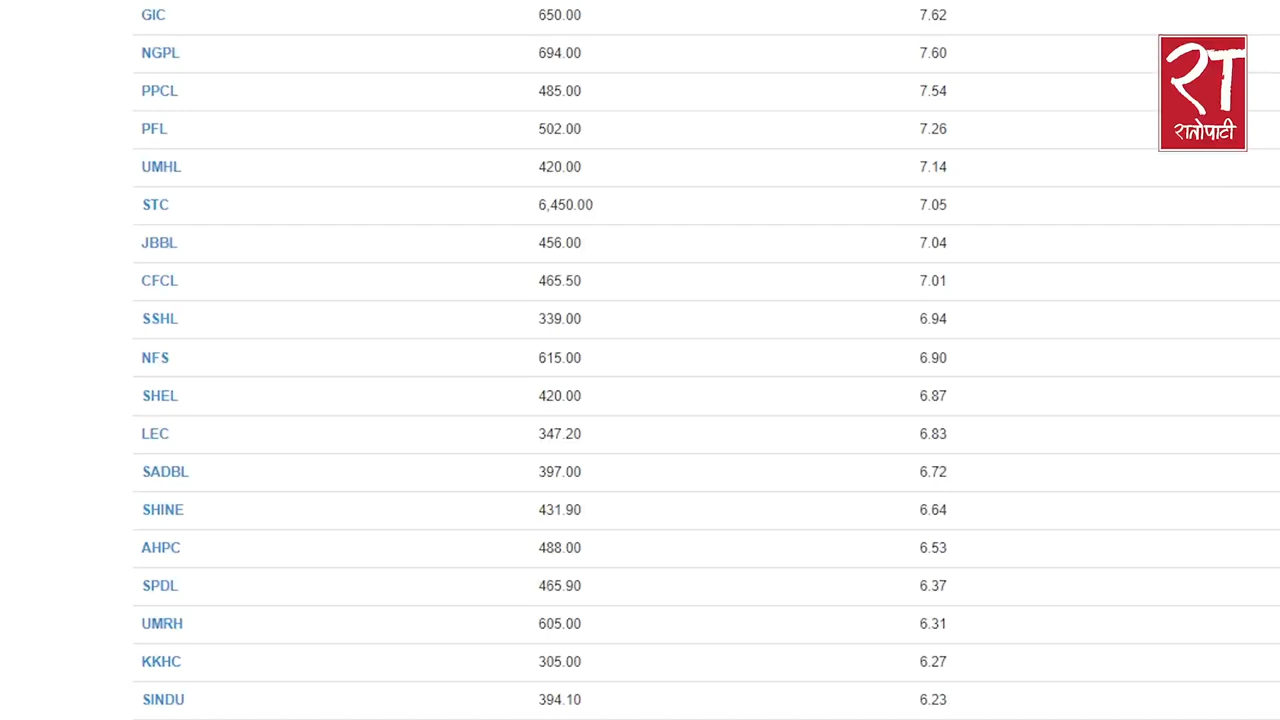 GIC 650.00 7.62
NGPL 694.00 7.60
PPCL 485.00 7.54
PFL 502.00 7.26
UMHL 420.00 7.14
STC 6,450.00 7.05
JBBL 456.00 7.04
CFCL 465.50 7.01
SSHL 339.00 6.94
NFS 615.00 6.90
SHEL 420.00 6.87
LEC 347.20 6.83
SADBL 397.00 6.72
SHINE 431.90 6.64
AHPC 488.00 6.53
SPDL 465.90 6.37
UMRH 605.00 6.31
KKHC 305.00 6.27
SINDU 394.10 6.23
रा
रातोपाटी